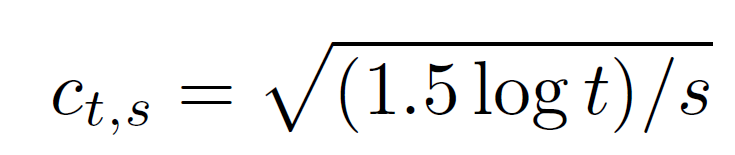 c_{t,s} = \sqrt{(1.5 \log t)/s}